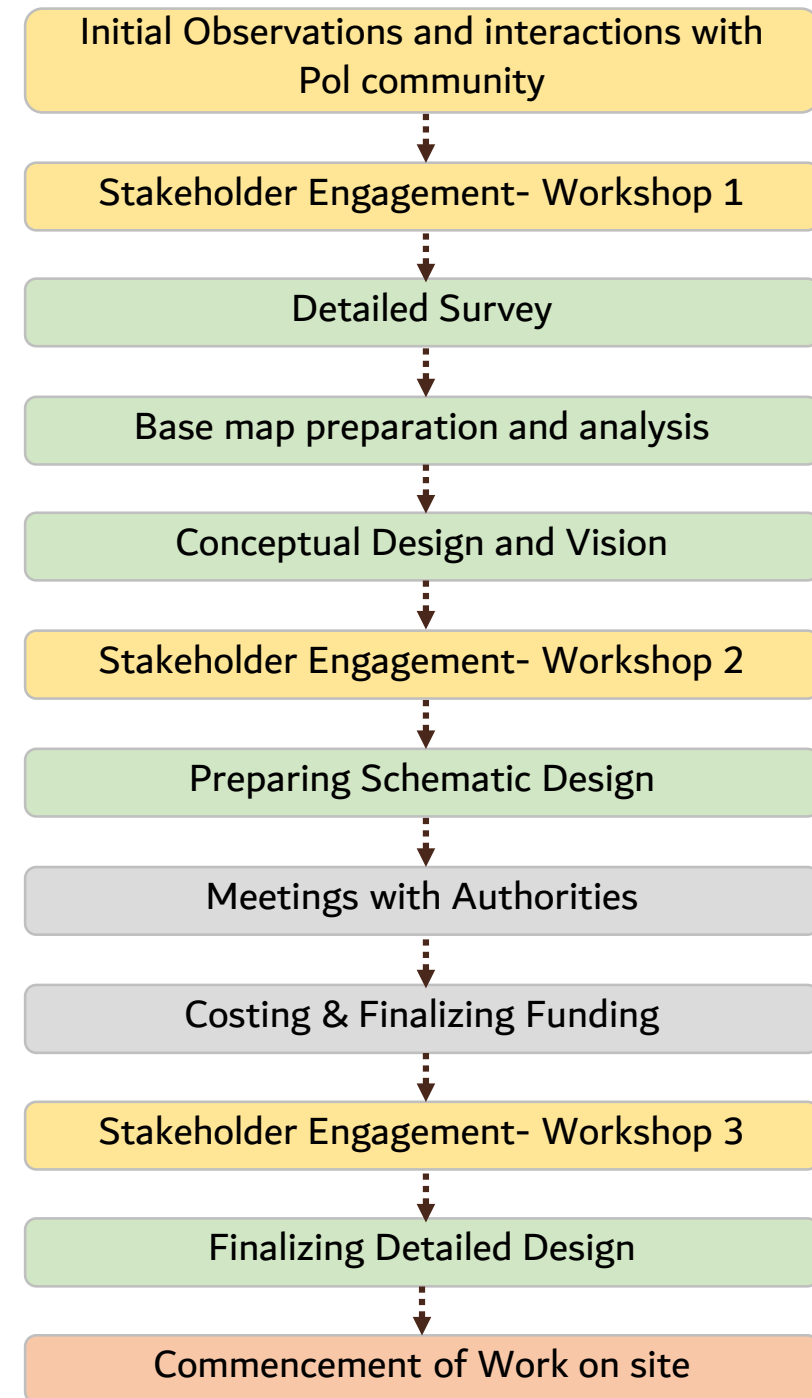 Initial Observations and interactions with
Pol community
Stakeholder Engagement- Workshop 1
Detailed Survey
Base map preparation and analysis
Conceptual Design and Vision
Stakeholder Engagement- Workshop 2
Preparing Schematic Design
Meetings with Authorities
Costing & Finalizing Funding
Stakeholder Engagement- Workshop 3
Finalizing Detailed Design
Commencement of Work on site